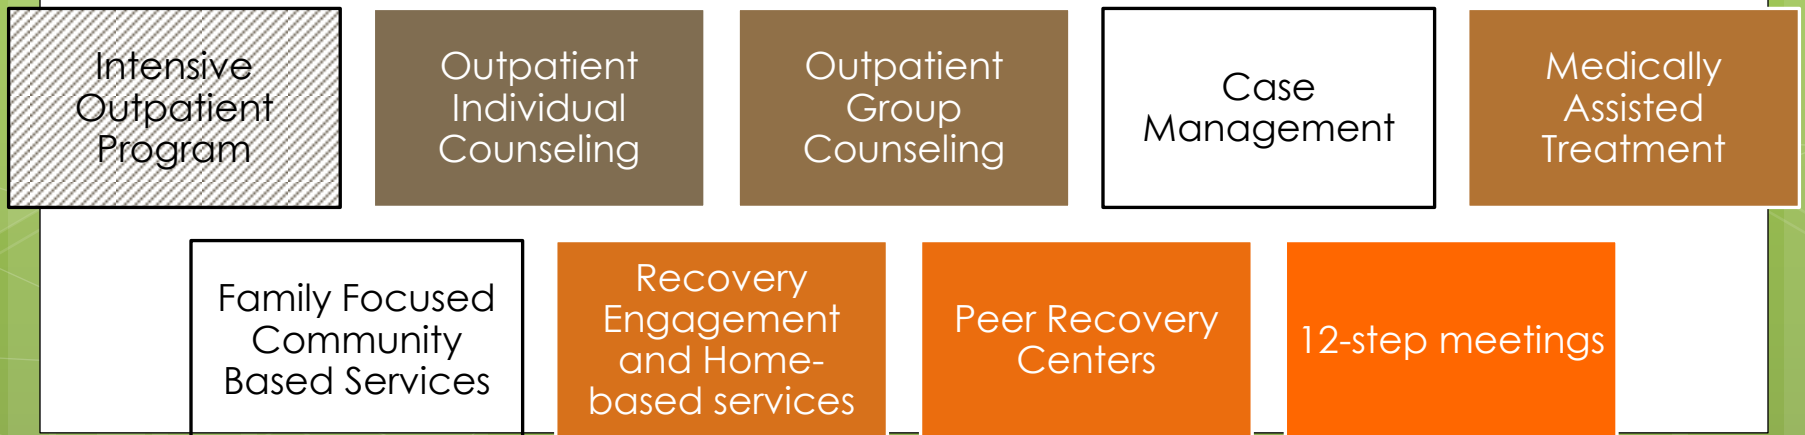 Intensive
Outpatient
Program
Outpatient
Individual
Counseling
Outpatient
Group
Counseling
Case
Management
Medically
Assisted
Treatment
Family Focused
Community
Based Services
Recovery
Engagement
and Home-
based services
Peer Recovery
Centers
12-step meetings